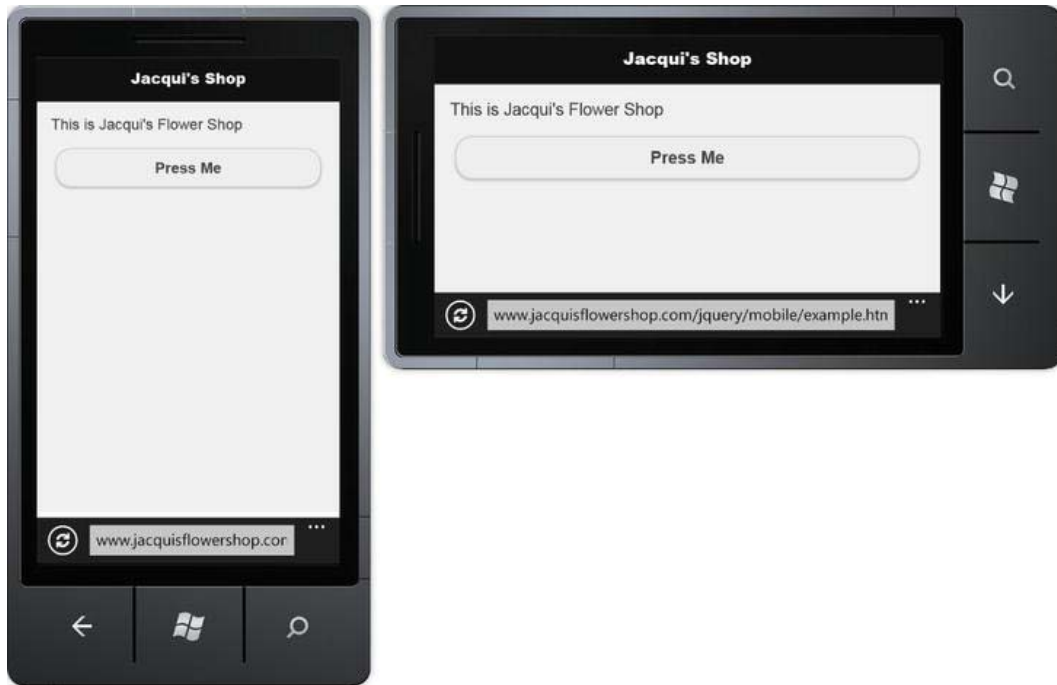 Jacqui's Shop
This is Jacqui's Flower Shop
Press Me
www.jacquisflowershop.cor
Jacqui's Shop
This is Jacqui's Flower Shop
Press Me
www.jacquisflowershop.com/jquery/mobile/example.htn